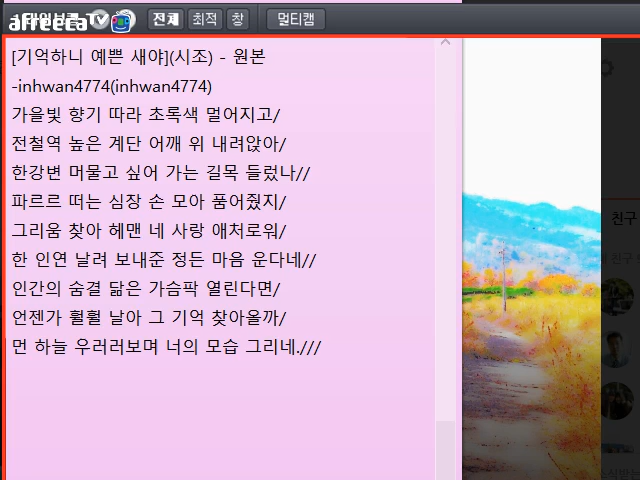 afreecaTV
전체 최적 창 멀티캠
[기억하니 예쁜 새야](시조) - 원본
-inhwan4774(inhwan4774)
가을빛 향기 따라 초록색 멀어지고/
전철역 높은 계단 어깨 위 내려앉아/
한강변 머물고 싶어 가는 길목 들렀나//
파르르 떠는 심장 손 모아 품어줬지/
그리움 찾아 헤맨 네 사랑 애처로워/
한 인연 날려 보내준 정든 마음 운다네//
인간의 숨결 닮은 가슴팍 열린다면/
언젠가 훨훨 날아 그 기억 찾아올까/
먼 하늘 우러러보며 너의 모습 그리네.///
친구